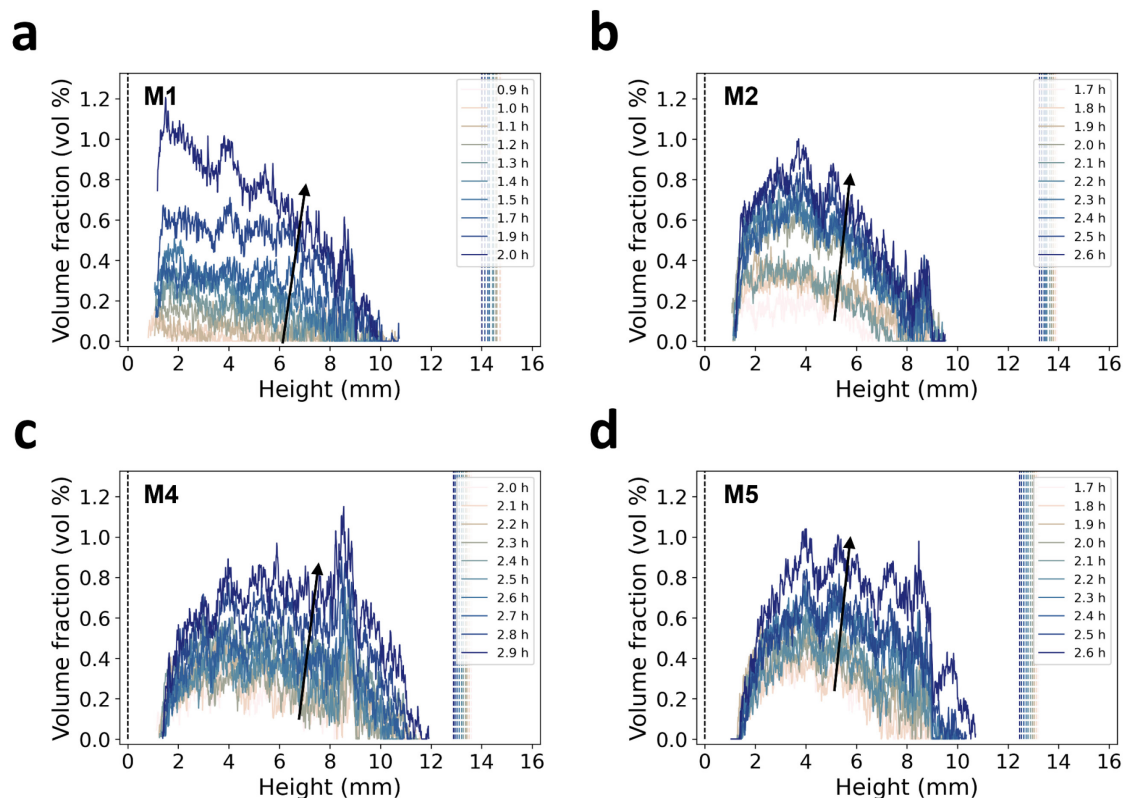 a
M1
Volume fraction (vol %)
1.2
1.0
0.8
0.6
0.4
0.2
0.0
0 2 4 6 8 10 12 14 16
Height (mm)
0.9 h
1.0 h
1.1 h
1.2 h
1.3 h
1.4 h
1.5 h
1.7 h
1.9 h
2.0 h
b
M2
Volume fraction (vol %)
1.2
1.0
0.8
0.6
0.4
0.2
0.0
0 2 4 6 8 10 12 14 16
Height (mm)
1.7 h
1.8 h
1.9 h
2.0 h
2.1 h
2.2 h
2.3 h
2.4 h
2.5 h
2.6 h
c
M4
Volume fraction (vol %)
1.2
1.0
0.8
0.6
0.4
0.2
0.0
0 2 4 6 8 10 12 14 16
Height (mm)
2.0 h
2.1 h
2.2 h
2.3 h
2.4 h
2.5 h
2.6 h
2.7 h
2.8 h
2.9 h
d
M5
Volume fraction (vol %)
1.2
1.0
0.8
0.6
0.4
0.2
0.0
0 2 4 6 8 10 12 14 16
Height (mm)
1.7 h
1.8 h
1.9 h
2.0 h
2.1 h
2.2 h
2.3 h
2.4 h
2.5 h
2.6 h